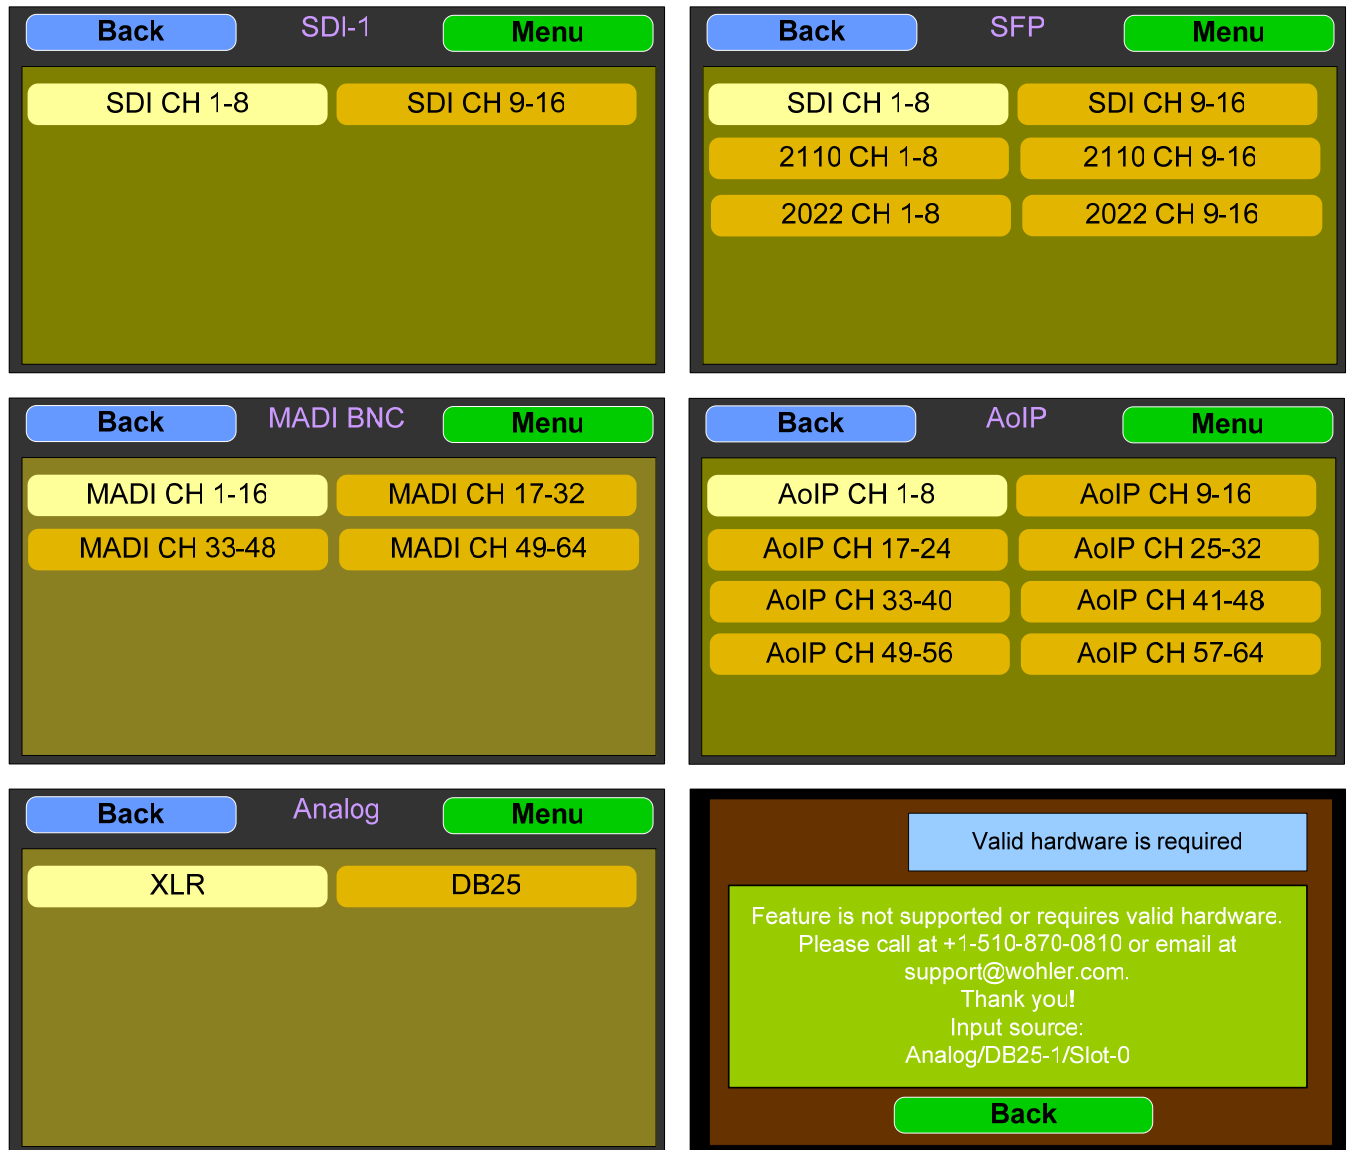 Back SDI-1 Menu
SDI CH 1-8 SDI CH 9-16
Back SFP Menu
SDI CH 1-8 SDI CH 9-16
2110 CH 1-8 2110 CH 9-16
2022 CH 1-8 2022 CH 9-16
Back MADI BNC Menu
MADI CH 1-16 MADI CH 17-32
MADI CH 33-48 MADI CH 49-64
Back AoIP Menu
AoIP CH 1-8 AoIP CH 9-16
AoIP CH 17-24 AoIP CH 25-32
AoIP CH 33-40 AoIP CH 41-48
AoIP CH 49-56 AoIP CH 57-64
Back Analog Menu
XLR DB25
Valid hardware is required
Feature is not supported or requires valid hardware.
Please call at +1-510-870-0810 or email at
support@wohler.com.
Thank you!
Input source:
Analog/DB25-1/Slot-0
Back